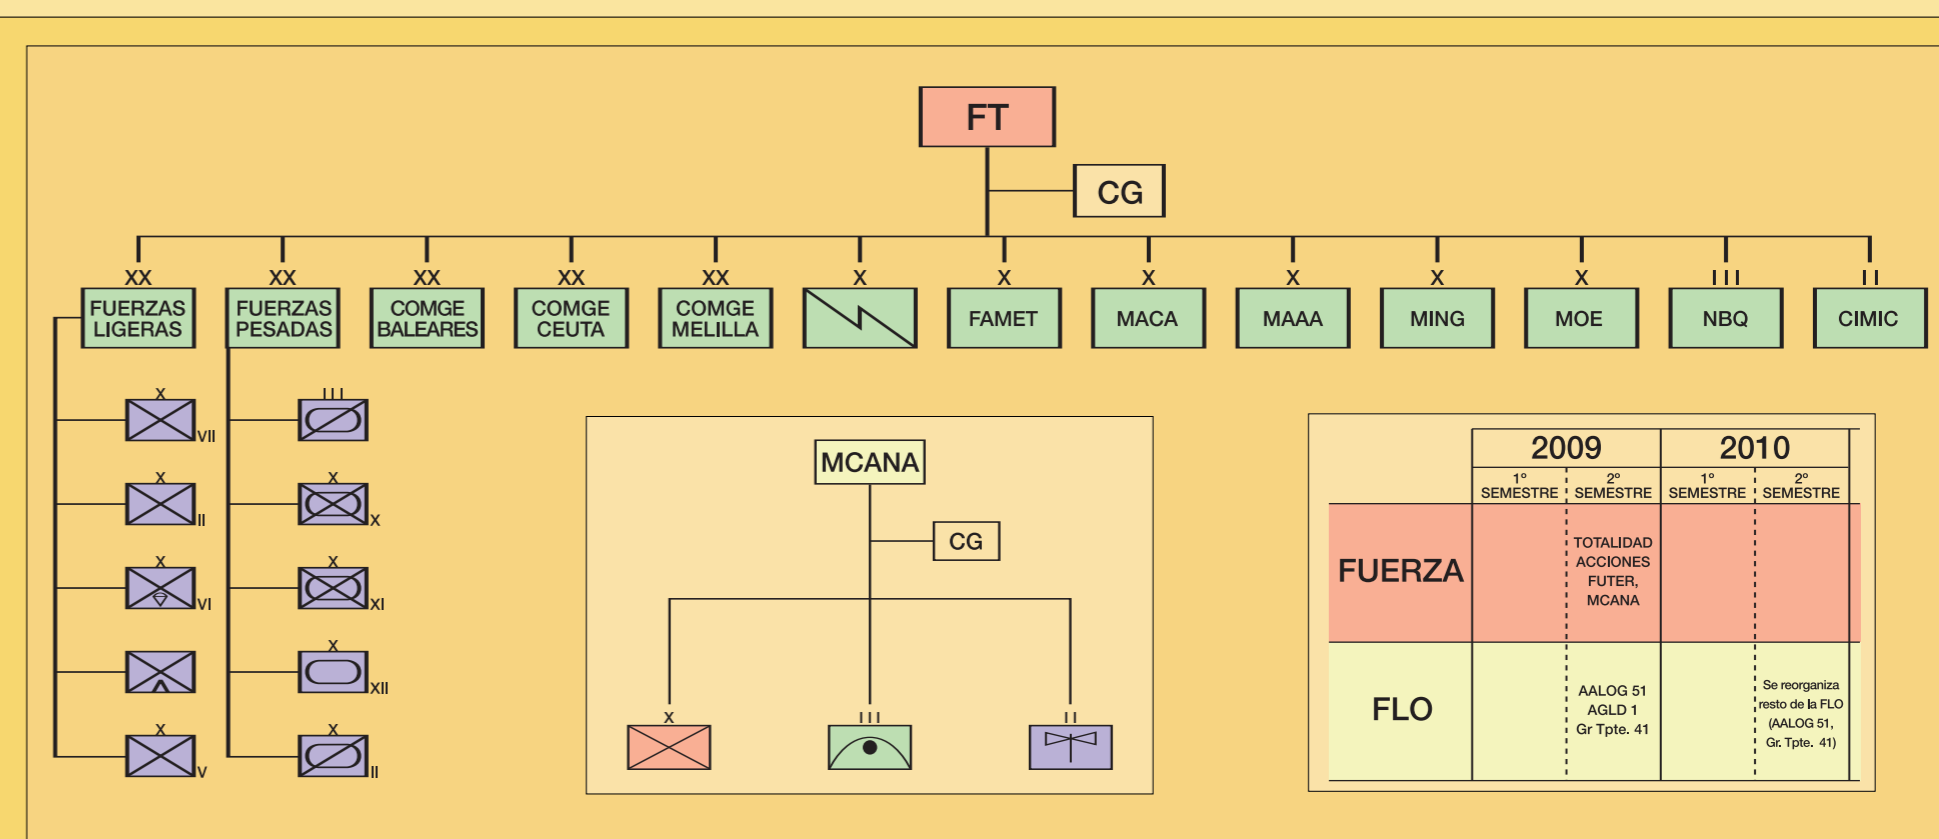 FT
CG
XX XX XX XX XX X X X X X X III II
FUERZAS
LIGERAS
FUERZAS
PESADAS
COMGE
BALEARES
COMGE
CEUTA
COMGE
MELILLA
FAMET
MACA
MAAA
MING
MOE
NBQ
CIMIC
X
VII
X
II
X
VI
X
V
III
X
X
X
XI
X
XII
X
II
MCANA
CG
X III II
2009 2010
1º
SEMESTRE
2º
SEMESTRE
1º
SEMESTRE
2º
SEMESTRE
FUERZA
TOTALIDAD
ACCIONES
FUTER,
MCANA
FLO
AALOG 51
AGLD 1
Gr Tpte. 41
Se reorganiza
resto de la FLO
(AALOG 51,
Gr. Tpte. 41)